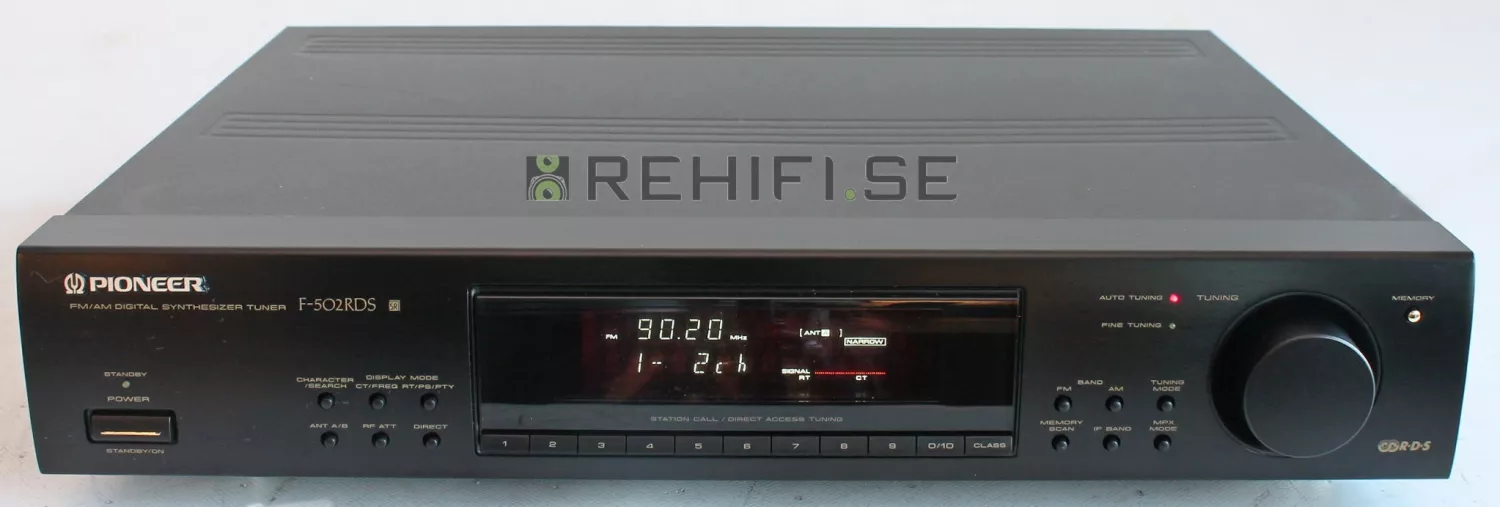 REHIFI.SE
PIONEER
FM/AM DIGITAL SYNTHESIZER TUNER F-502RDS
STANDBY
POWER
STANDBY/ON
CHARACTER
/SEARCH
DISPLAY MODE
CT/FREQ RT/PS/PTY
ANT A/B RF ATT DIRECT
FM 90.20 MHz [ANT A ]
NARROW
1- 2ch
SIGNAL
RT CT
STATION CALL / DIRECT ACCESS TUNING
1 2 3 4 5 6 7 8 9 0/10 CLASS
AUTO TUNING TUNING
FINE TUNING
BAND
FM AM
TUNING
MODE
MEMORY
SCAN
IF BAND
MPX
MODE
MEMORY
R·D·S